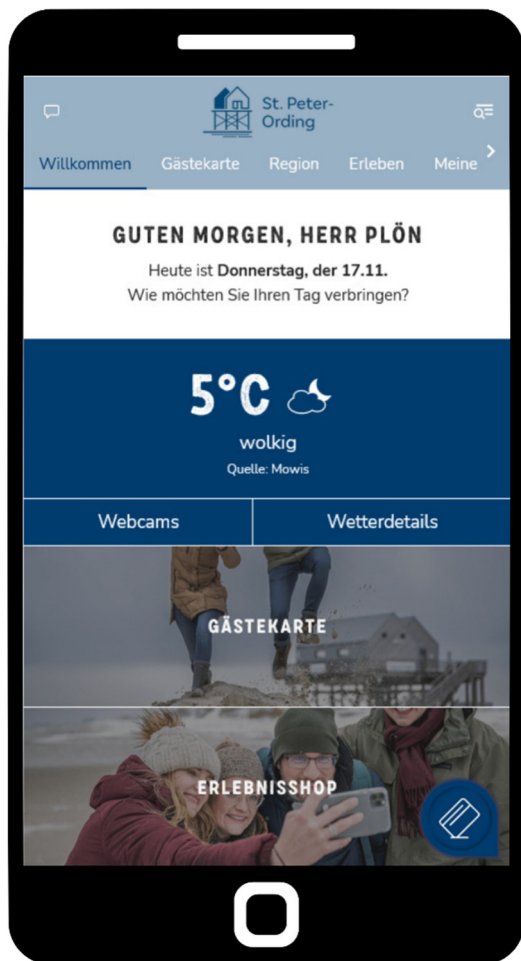 St. Peter-
Ording
Willkommen Gästekarte Region Erleben Meine
GUTEN MORGEN, HERR PLÖN
Heute ist Donnerstag, der 17.11.
Wie möchten Sie Ihren Tag verbringen?
5°C
wolkig
Quelle: Mowis
Webcams Wetterdetails
GÄSTEKARTE
ERLEBNISSHOP